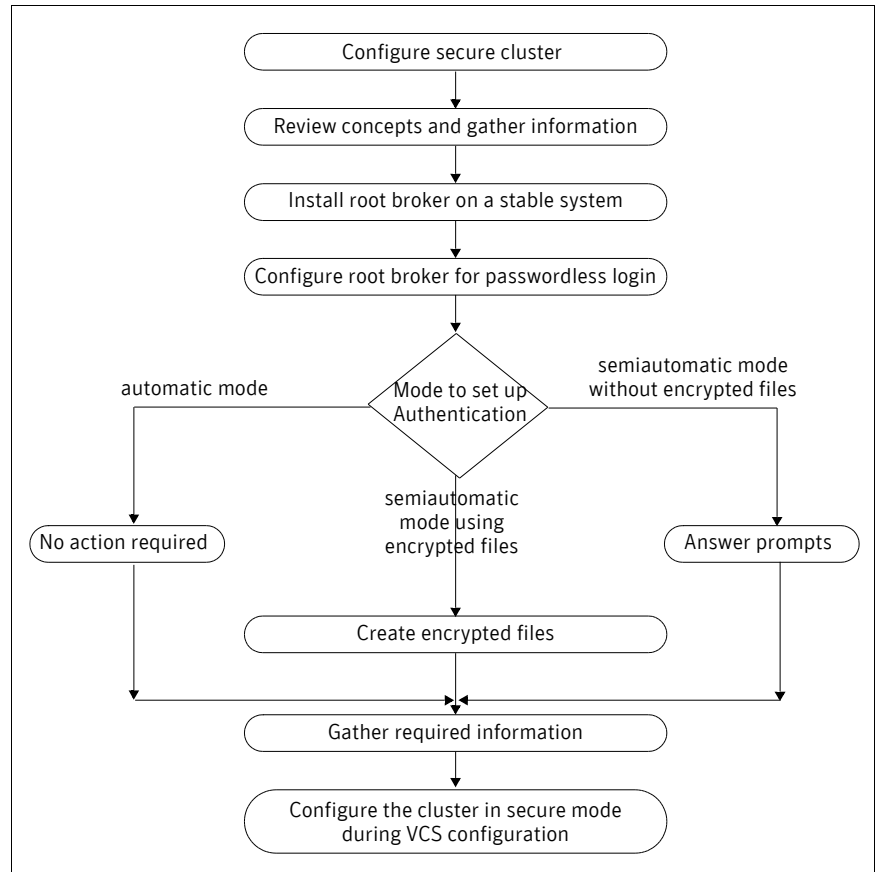 Configure secure cluster
Review concepts and gather information
Install root broker on a stable system
Configure root broker for passwordless login
Mode to set up
Authentication
automatic mode
semiautomatic mode
without encrypted files
semiautomatic
mode using
encrypted files
No action required
Answer prompts
Create encrypted files
Gather required information
Configure the cluster in secure mode
during VCS configuration